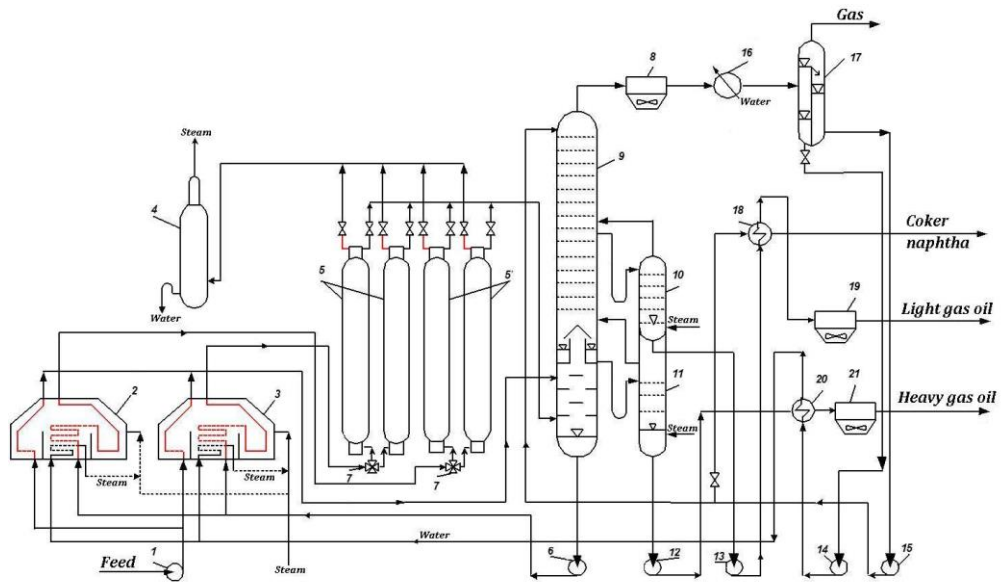 Gas
8
16
17
Water
Steam
9
4
18
Coker
naphtha
5
5'
10
19
Light gas oil
Steam
Water
11
20
21
Heavy gas oil
2
3
Steam
Steam
Steam
7
7
Water
Feed
1
Steam
6
12
13
14
15